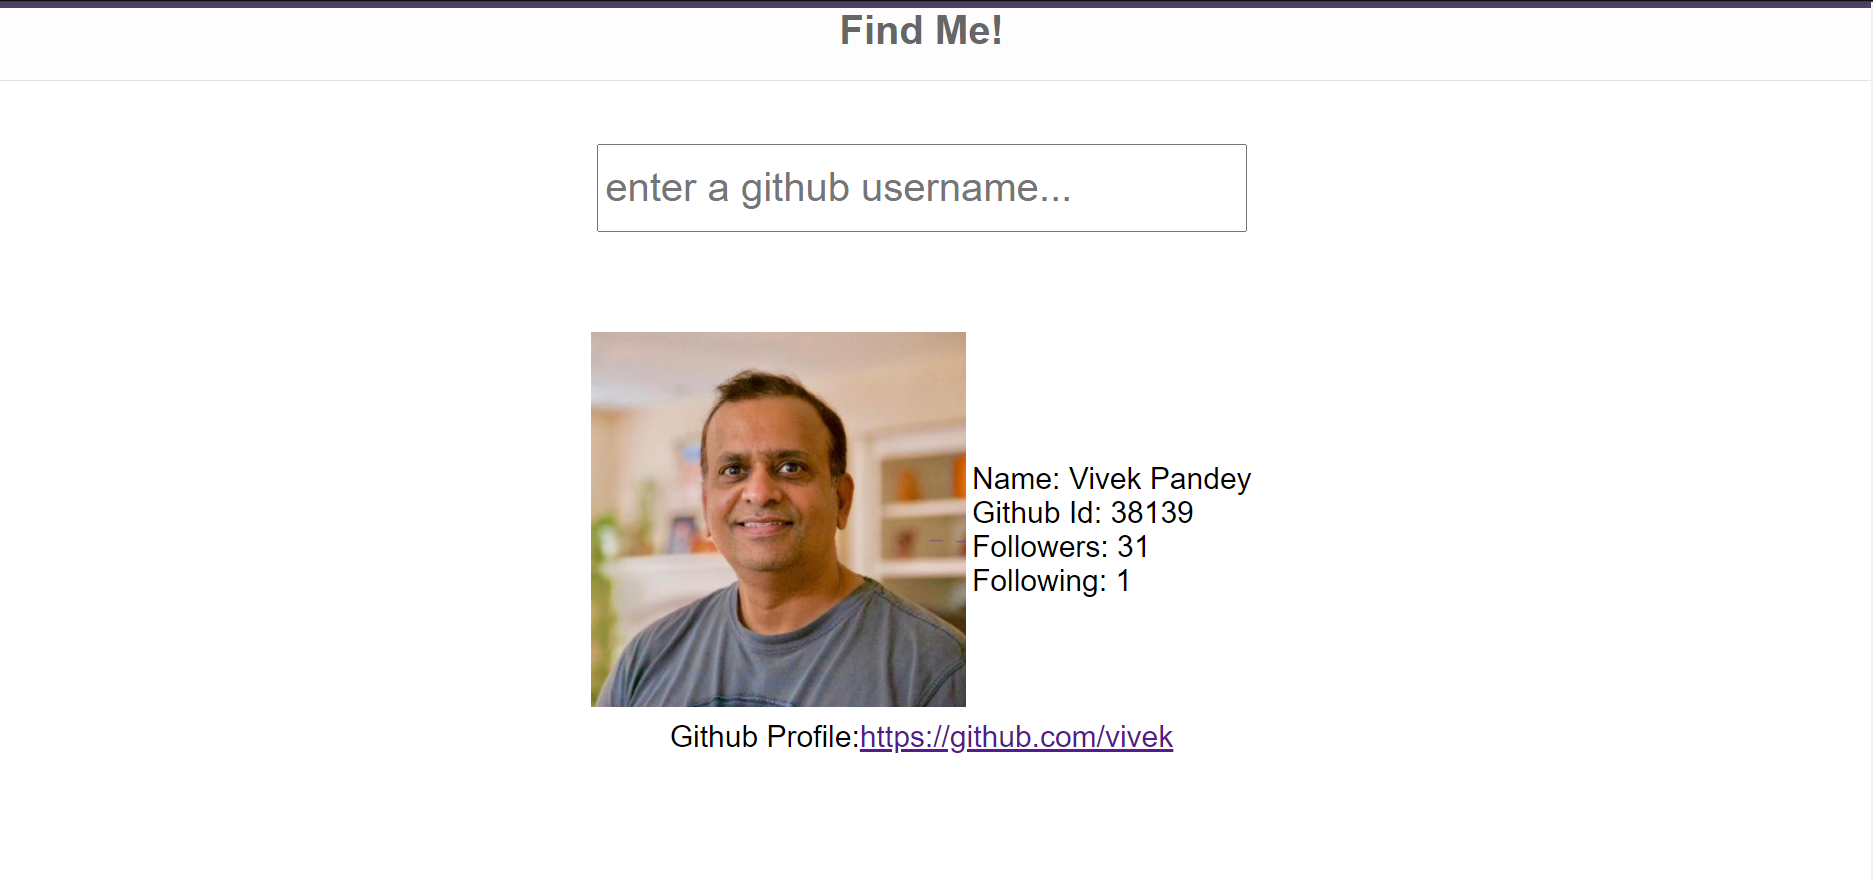 Find Me!
enter a github username...
Name: Vivek Pandey
Github Id: 38139
Followers: 31
Following: 1
Github Profile:https://github.com/vivek